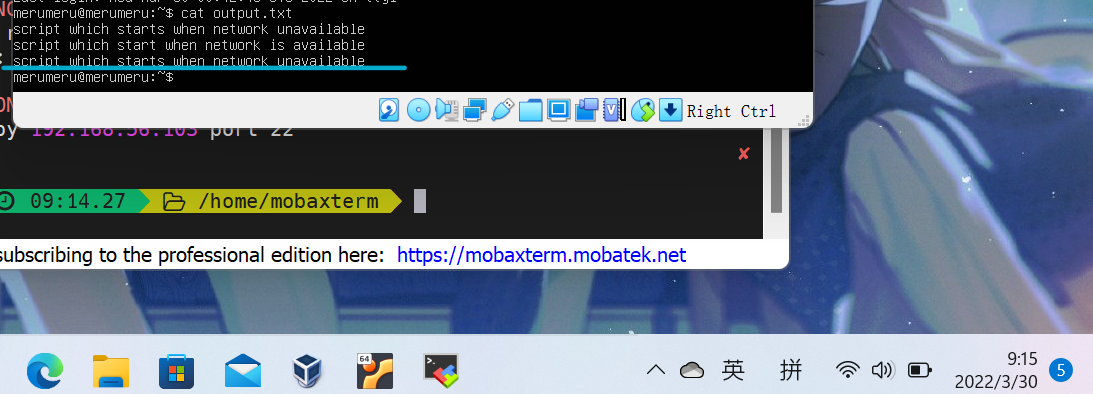 merumeru@merumeru:~$ cat output.txt
script which starts when network unavailable
script which start when network is available
script which starts when network unavailable
merumeru@merumeru:~$
Right Ctrl
by 192.168.56.103 port 22
09:14.27 /home/mobaxterm
subscribing to the professional edition here: https://mobaxterm.mobatek.net
64
英 拼
9:15
2022/3/30
5